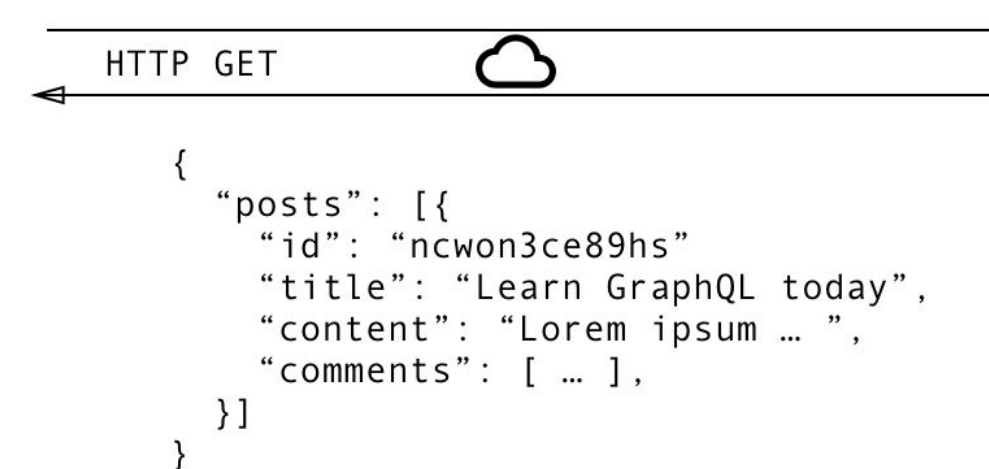 HTTP GET
{
“posts”: [{
“id”: “ncwon3ce89hs”
“title”: “Learn GraphQL today”,
“content”: “Lorem ipsum … ”,
“comments”: [ … ],
}]
}